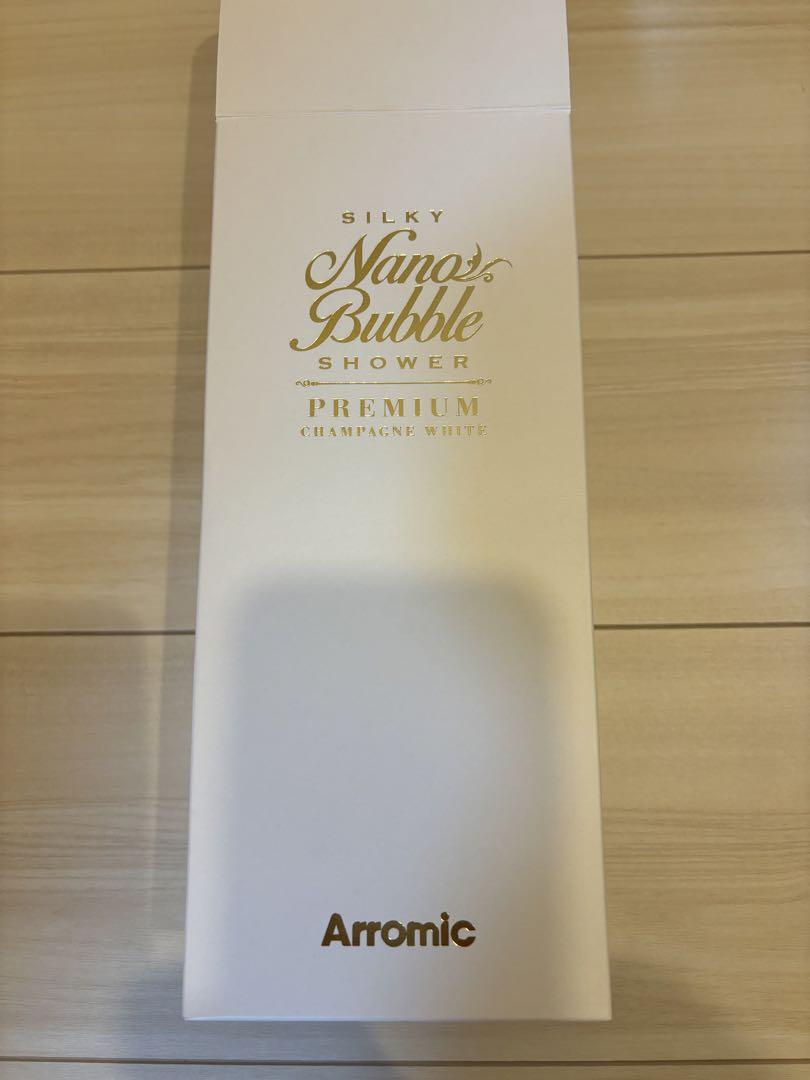 SILKY
Nano
Bubble
SHOWER
PREMIUM
CHAMPAGNE WHITE
Arromic